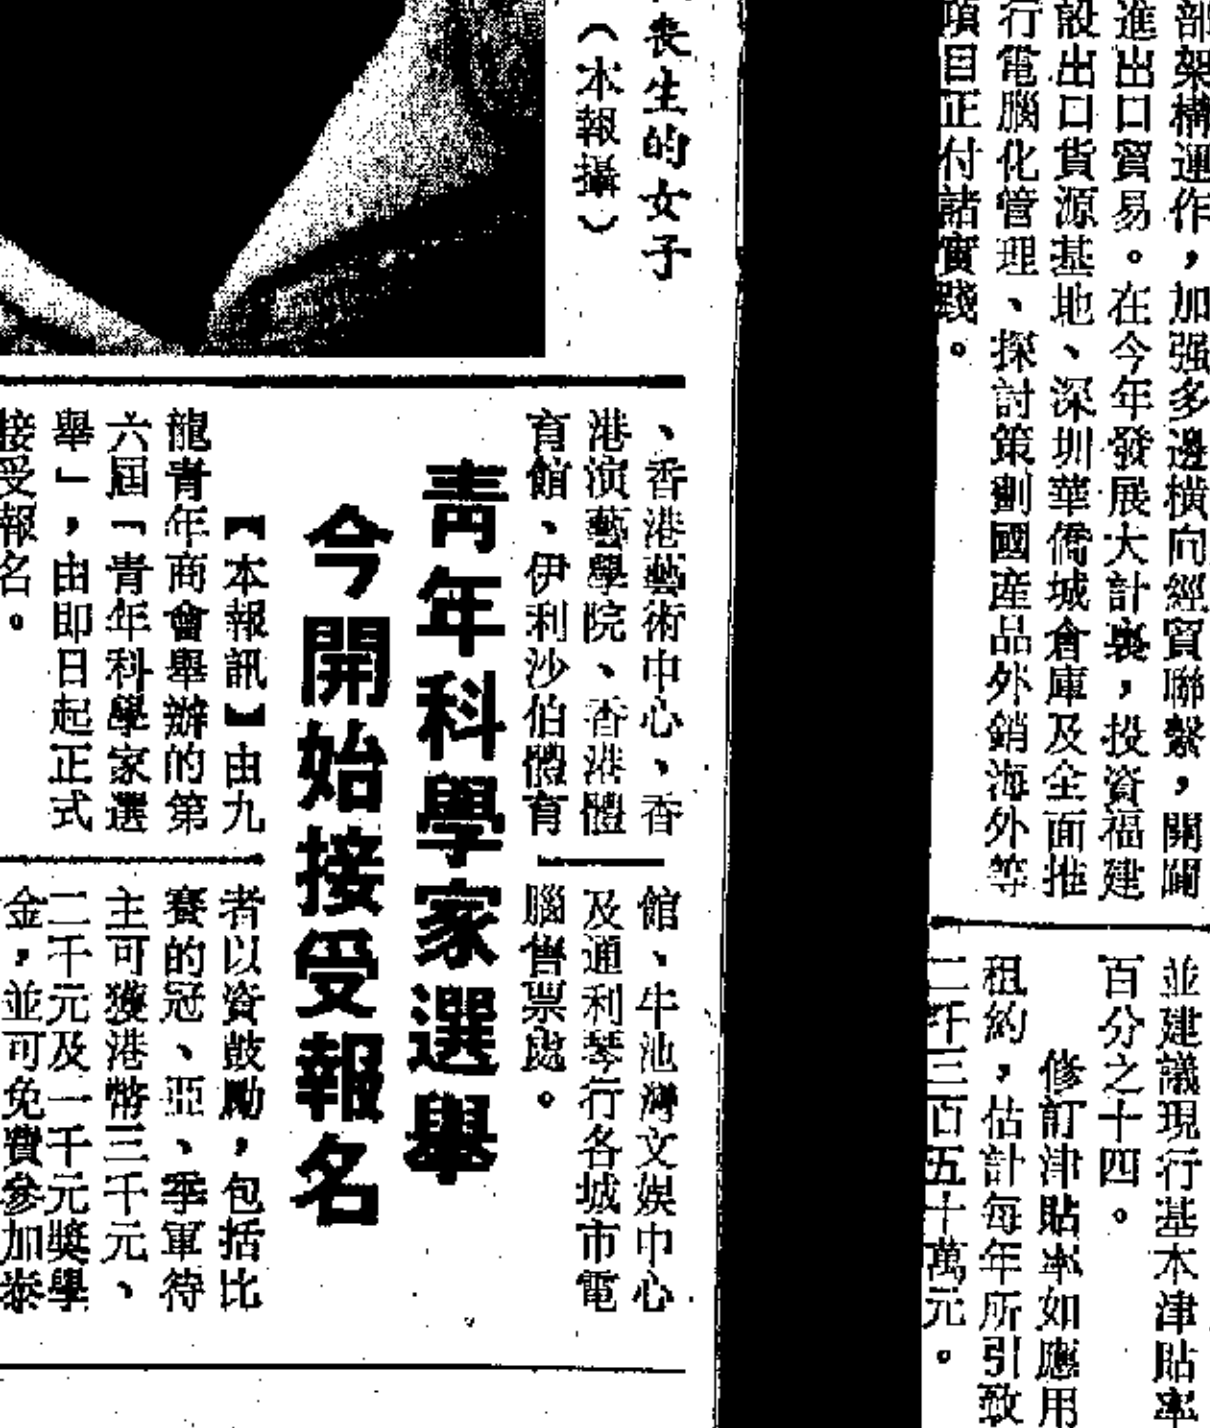 部架構運作，加强多邊橫向經貿聯繫，開闢
進出口貿易。在今年發展大計裏，投資福建
設出口貨源基地、深圳華僑城倉庫及全面推
行電腦化管理、探討策劃國産品外銷海外等
項目正付諸實踐。
並建議現行基本津貼率
百分之十四。
修訂津貼率如應用
租約，估計每年所引致
二千三百五十萬元。
喪生的女子
（本報攝）
、香港藝術中心、香
港演藝學院、香港體
育館、伊利沙伯體育
館、牛池灣文娛中心
及通利琴行各城市電
腦售票處。
青年科學家選舉
今開始接受報名
【本報訊】由九
龍青年商會舉辦的第
六屆「青年科學家選
舉」，由即日起正式
接受報名。
者以資鼓勵，包括比
賽的冠、亞、季軍待
主可獲港幣三千元、
二千元及一千元獎學
金，並可免費參加泰